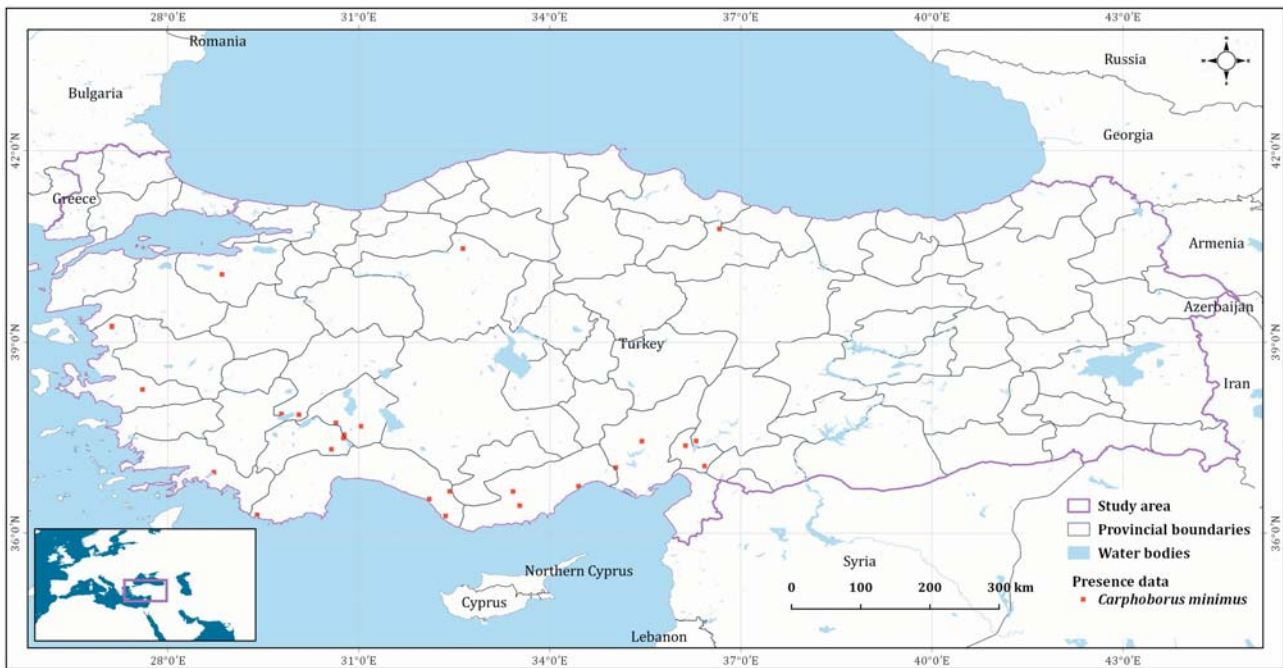 28°0'E 31°0'E 34°0'E 37°0'E 40°0'E 43°0'E
Romania
Russia
Bulgaria
Georgia
42°0'N
42°0'N
Greece
Armenia
Azerbaijan
39°0'N
Turkey
39°0'N
Iran
Study area
Provincial boundaries
Water bodies
36°0'N
36°0'N
Syria
Northern Cyprus
Presence data
Carphoborus minimus
0 100 200 300 km
Cyprus
Lebanon
28°0'E 31°0'E 34°0'E 37°0'E 40°0'E 43°0'E